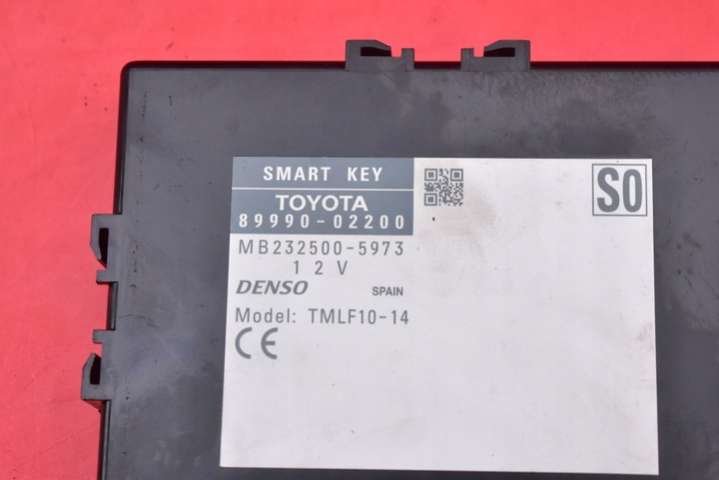 SMART KEY
TOYOTA
89990-02200
MB232500-5973
12V
DENSO SPAIN
Model: TMLF10-14
CE
S0